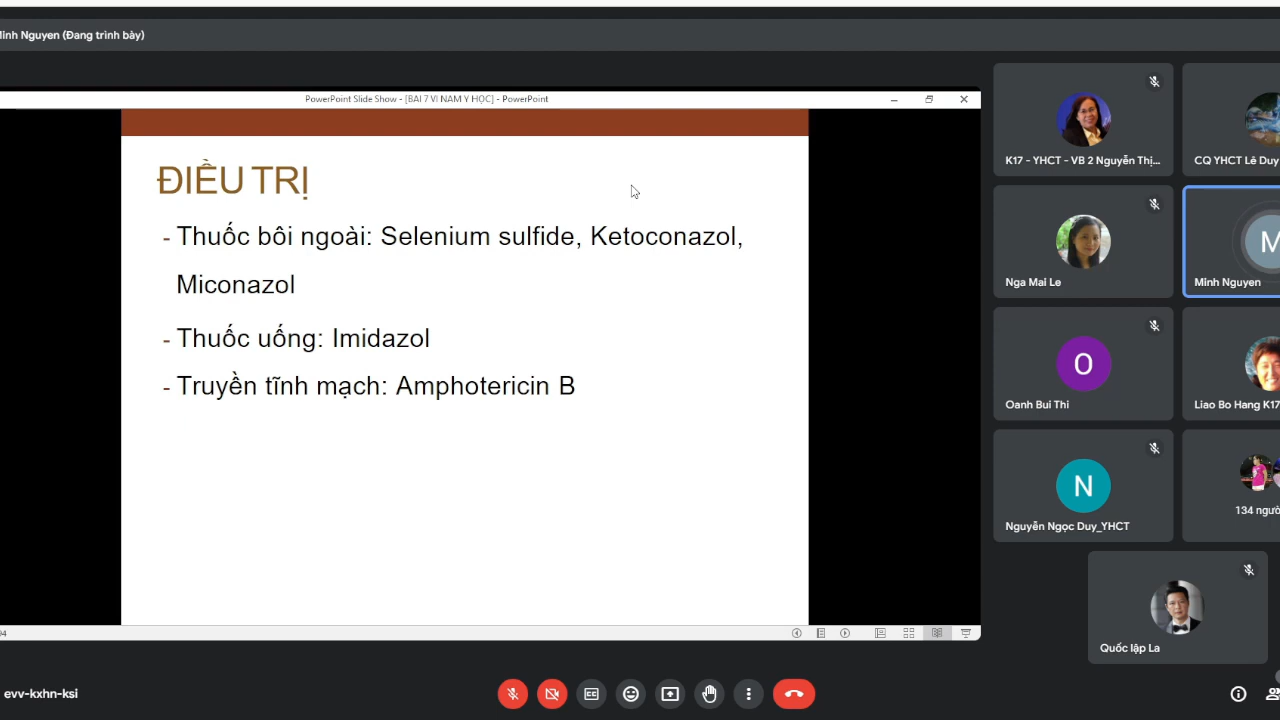 Minh Nguyen (Đang trình bày)
PowerPoint Slide Show - [BAI 7 VI NAM Y HỌC] - PowerPoint
ĐIỀU TRỊ
- Thuốc bôi ngoài: Selenium sulfide, Ketoconazol,
Miconazol
- Thuốc uống: Imidazol
- Truyền tĩnh mạch: Amphotericin B
K17 - YHCT - VB 2 Nguyễn Thị...
CQ YHCT Lê Duy
Nga Mai Le
M
Minh Nguyen
O
Oanh Bui Thi
Liao Bo Hang K17
N
Nguyễn Ngọc Duy_YHCT
134 ngườ
Quốc lập La
94
evv-kxhn-ksi